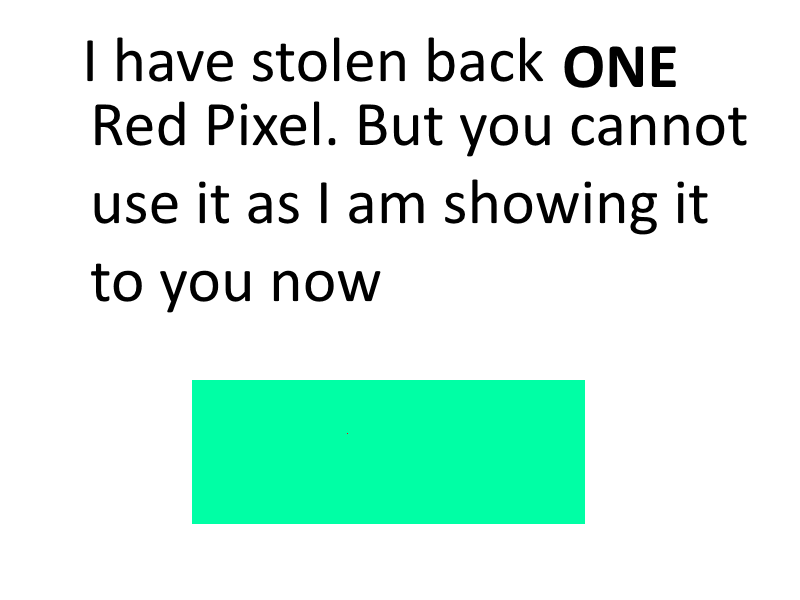 I have stolen back ONE
Red Pixel. But you cannot
use it as I am showing it
to you now